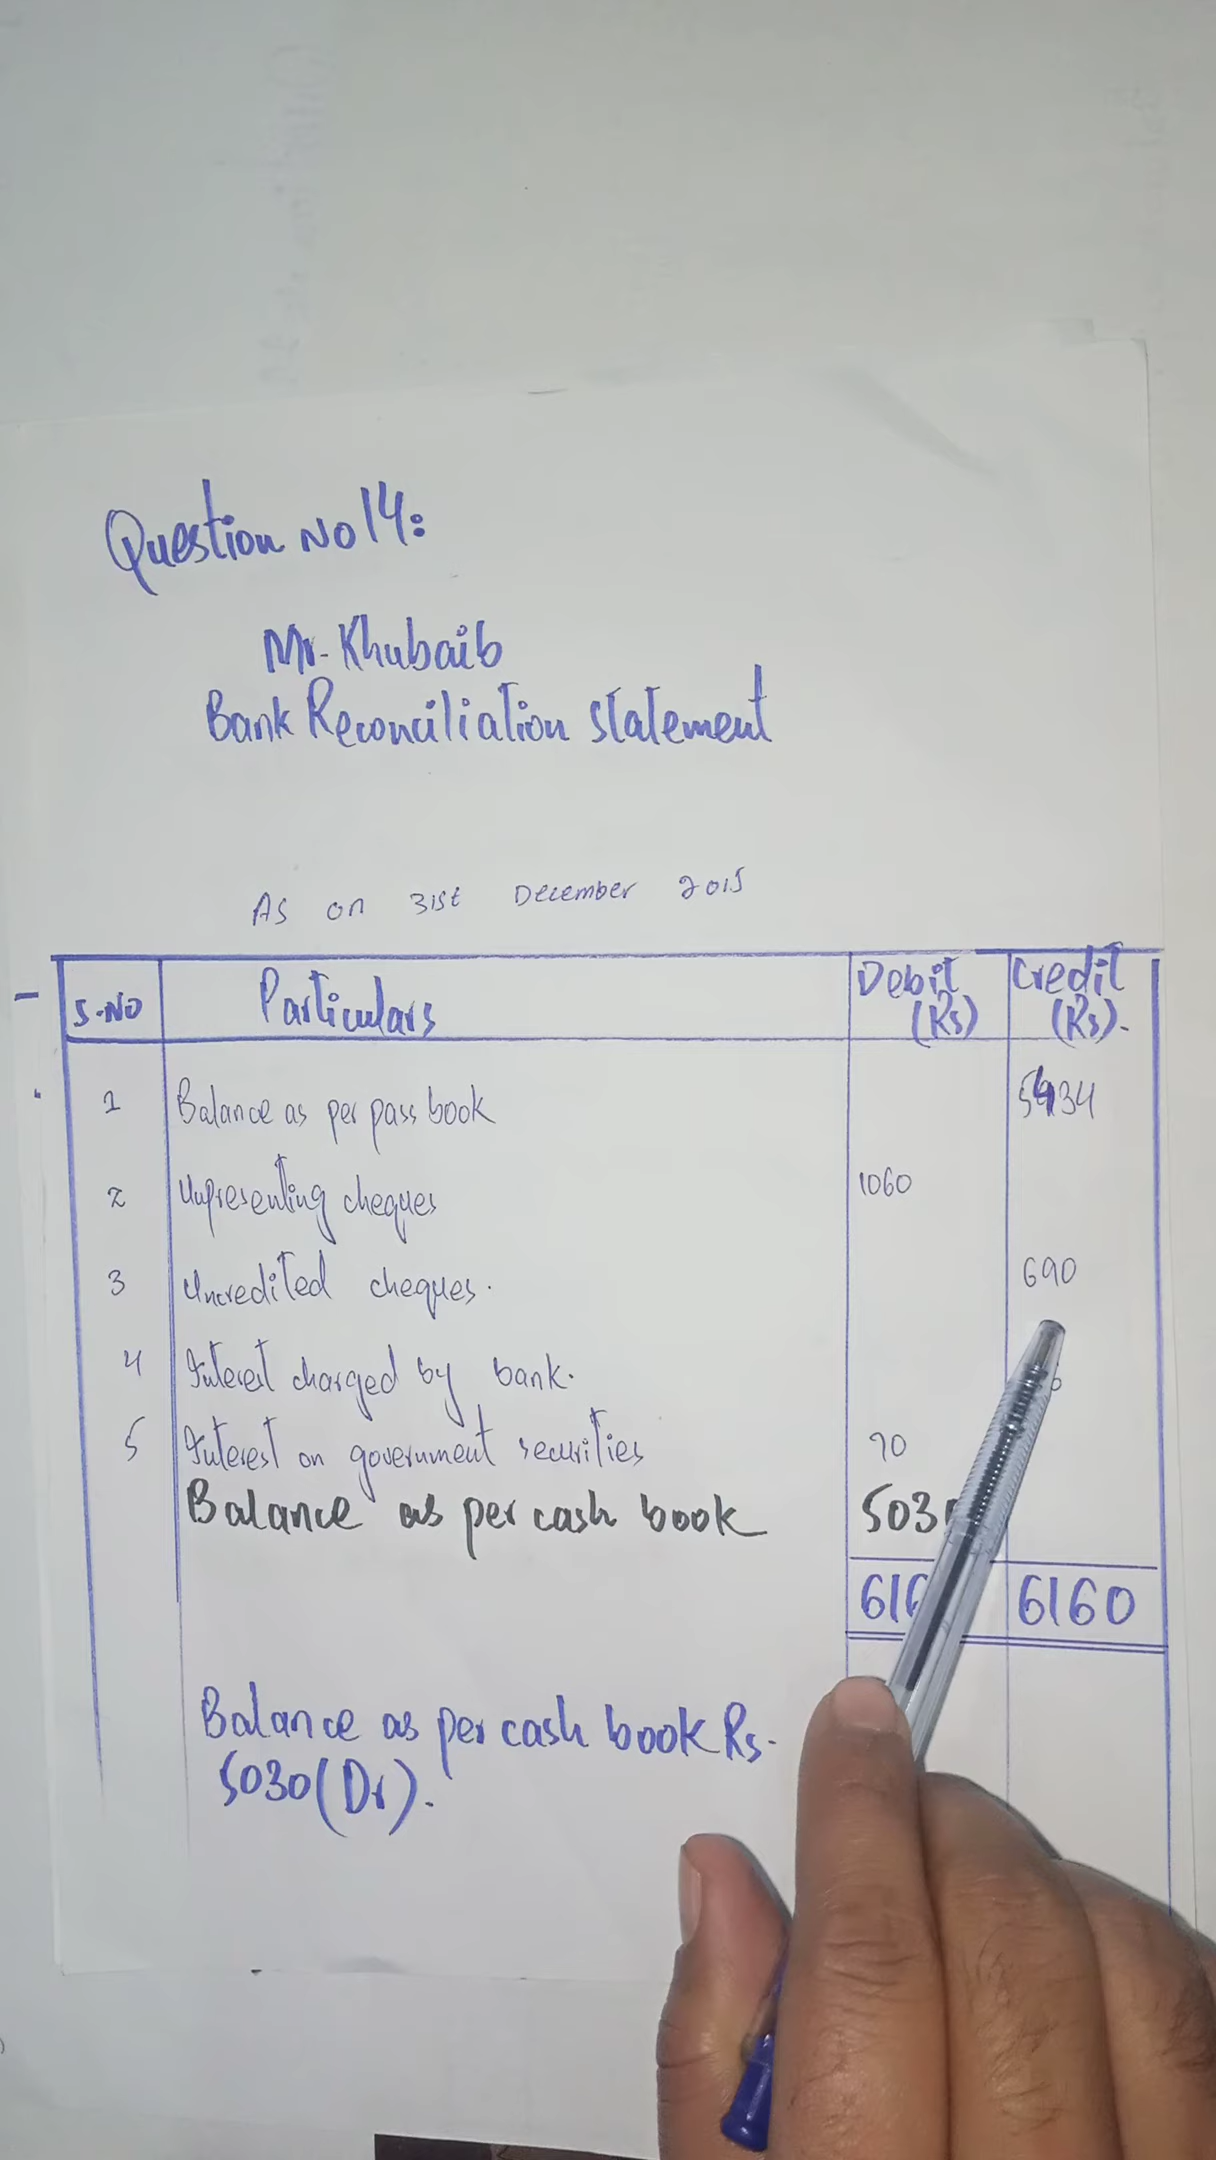 Question No 14:
Mr. Khubaib
Bank Reconciliation statement
As on 31st December 2015
S.No Particulars Debit (Rs) Credit (Rs).
1 Balance as per pass book 5434
2 Unpresenting cheques 1060
3 Uncredited cheques. 690
4 Interest charged by bank.
5 Interest on government securities 70
Balance as per cash book 503
616 6160
Balance as per cash book Rs.
5030 (Dr).